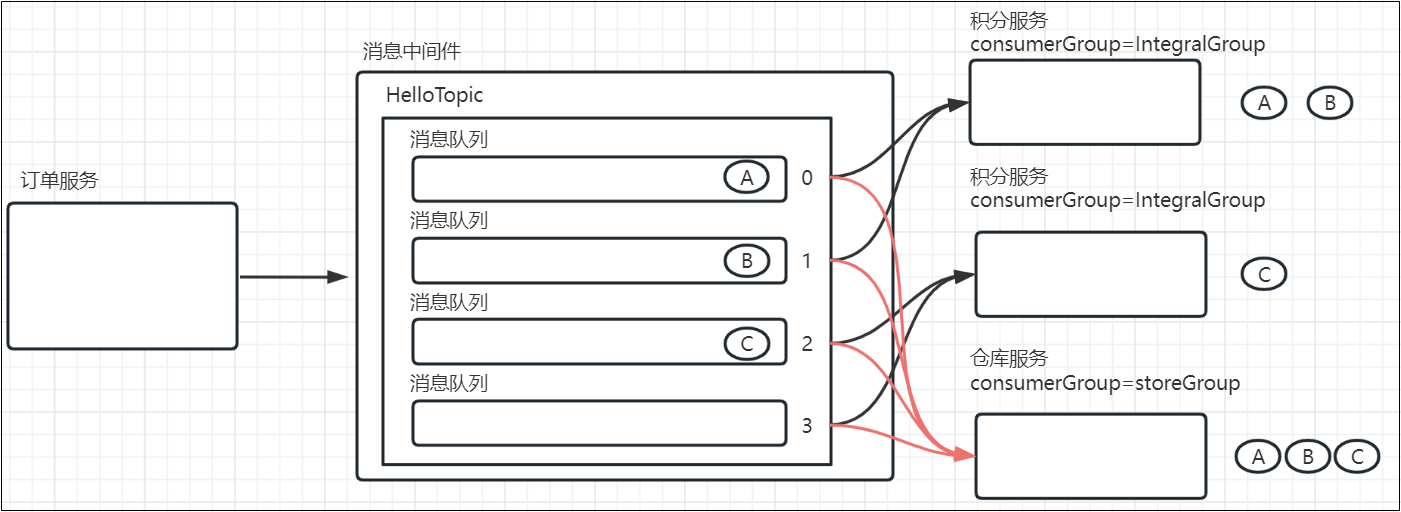 订单服务
消息中间件
HelloTopic
消息队列
A
0
消息队列
B
1
消息队列
C
2
消息队列
3
积分服务
consumerGroup=IntegralGroup
A B
积分服务
consumerGroup=IntegralGroup
C
仓库服务
consumerGroup=storeGroup
A B C